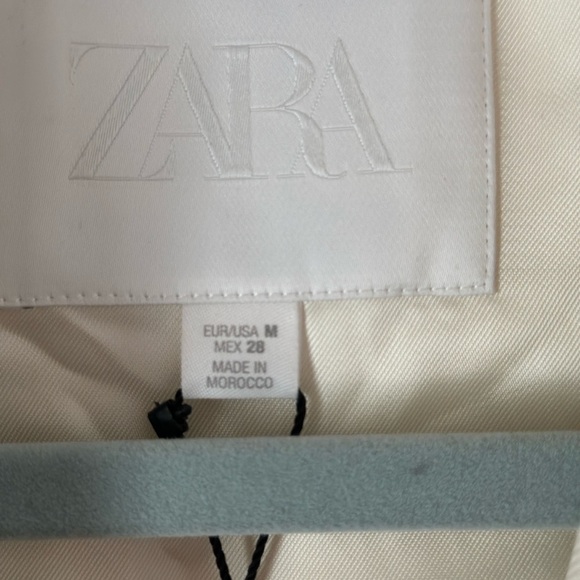 ZARA
EUR/USA M
MEX 28
MADE IN
MOROCCO